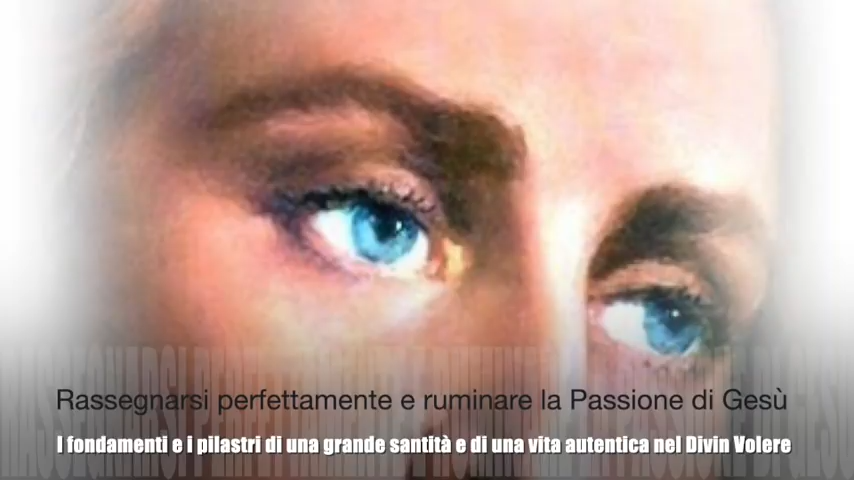 Rassegnarsi perfettamente e ruminare la Passione di Gesù
I fondamenti e i pilastri di una grande santità e di una vita autentica nel Divin Volere